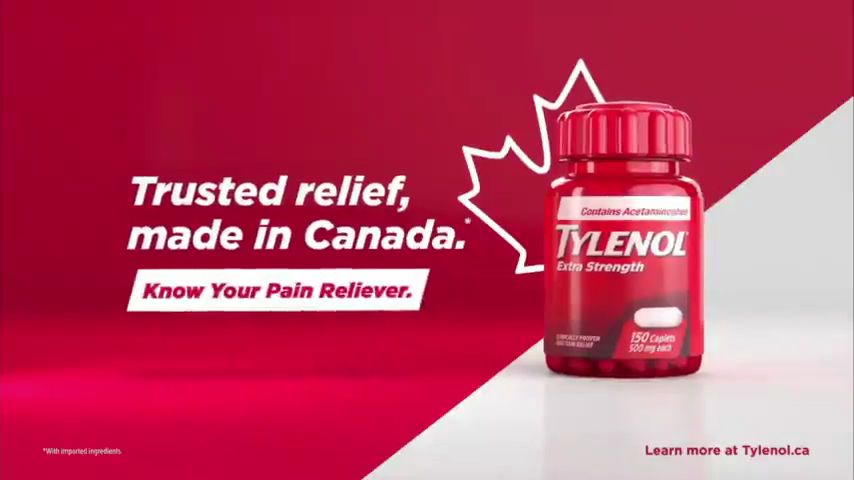 Trusted relief,
made in Canada.*
Know Your Pain Reliever.
Contains Acetaminophen
TYLENOL
Extra Strength
150 Caplets
500 mg each
*With imported ingredients
Learn more at Tylenol.ca